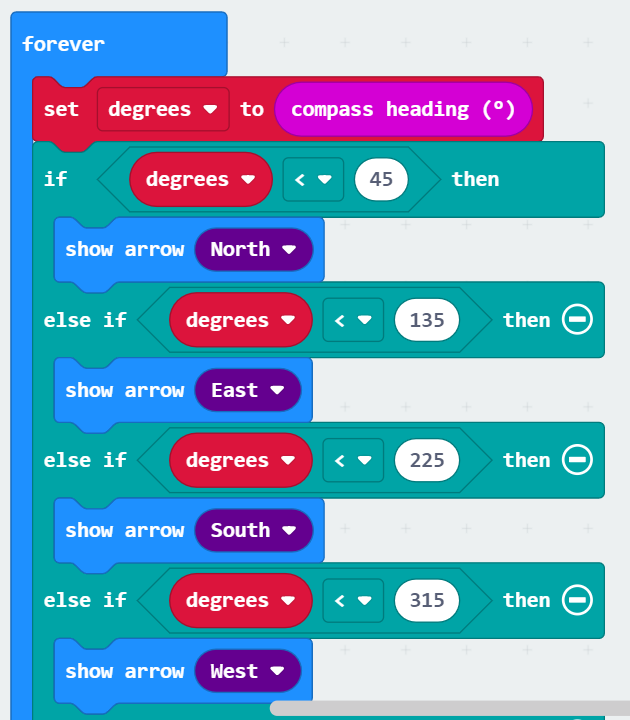 forever
set degrees to compass heading (º)
if degrees < 45 then
show arrow North
else if degrees < 135 then
show arrow East
else if degrees < 225 then
show arrow South
else if degrees < 315 then
show arrow West